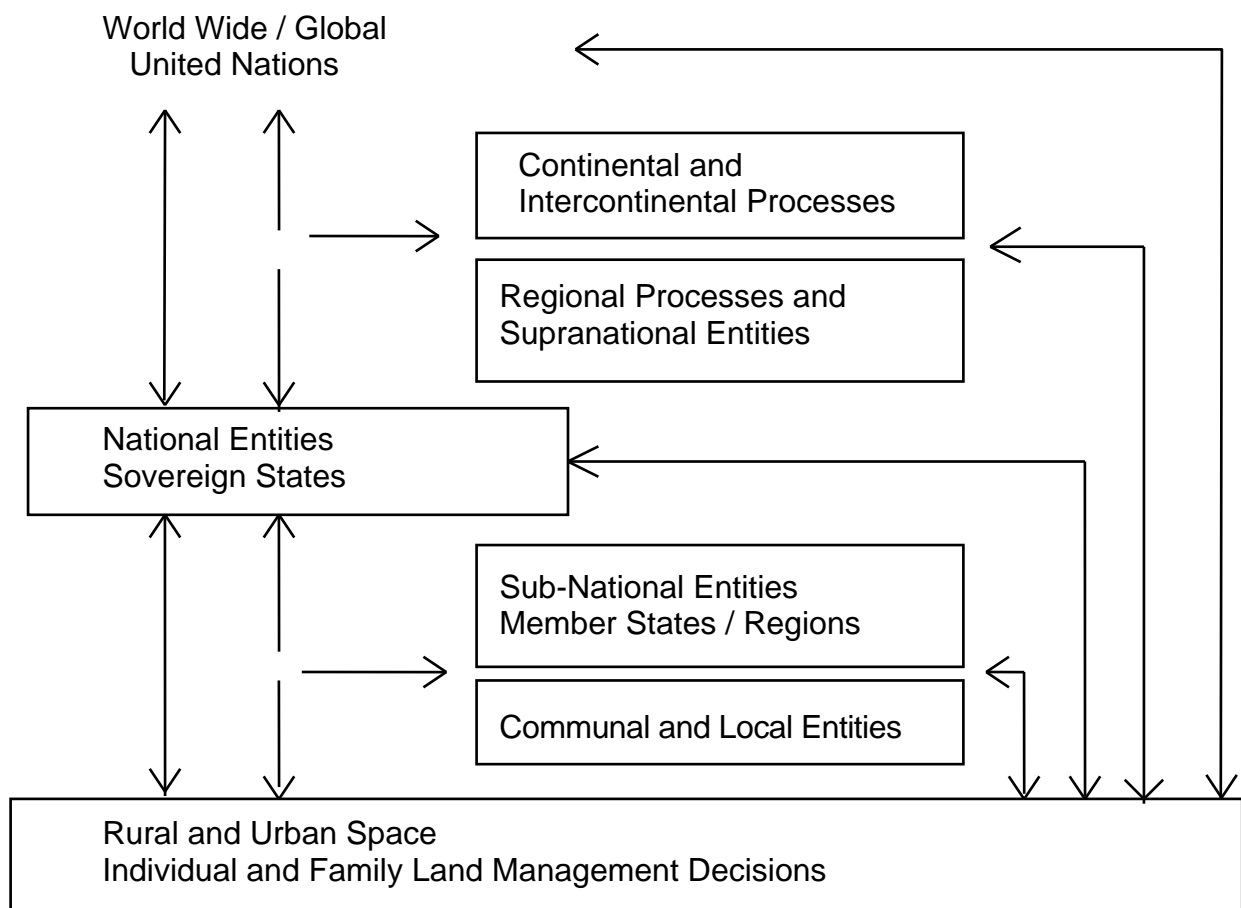 World Wide / Global
United Nations
Continental and
Intercontinental Processes
Regional Processes and
Supranational Entities
National Entities
Sovereign States
Sub-National Entities
Member States / Regions
Communal and Local Entities
Rural and Urban Space
Individual and Family Land Management Decisions